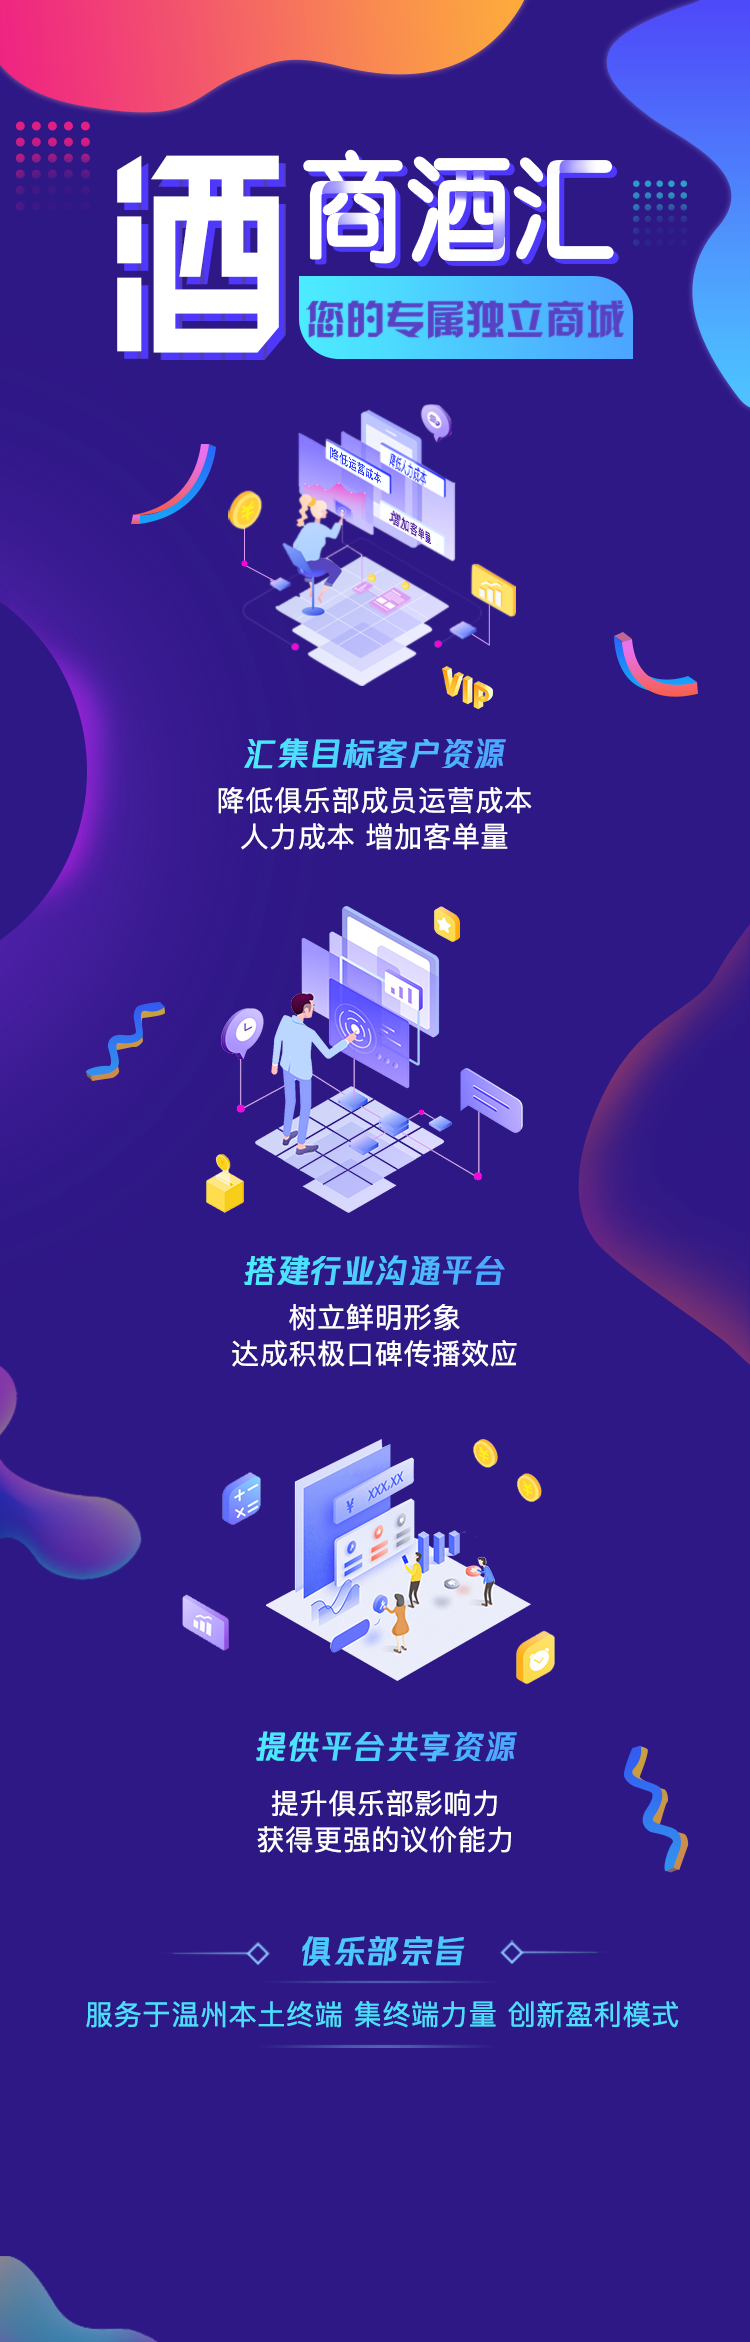 酒
商酒汇
您的专属独立商城
降低运营成本
降低人力成本
增加客单量
VIP
汇集目标客户资源
降低俱乐部成员运营成本
人力成本 增加客单量
搭建行业沟通平台
树立鲜明形象
达成积极口碑传播效应
¥ XXX,XX
提供平台共享资源
提升俱乐部影响力
获得更强的议价能力
俱乐部宗旨
服务于温州本土终端 集终端力量 创新盈利模式